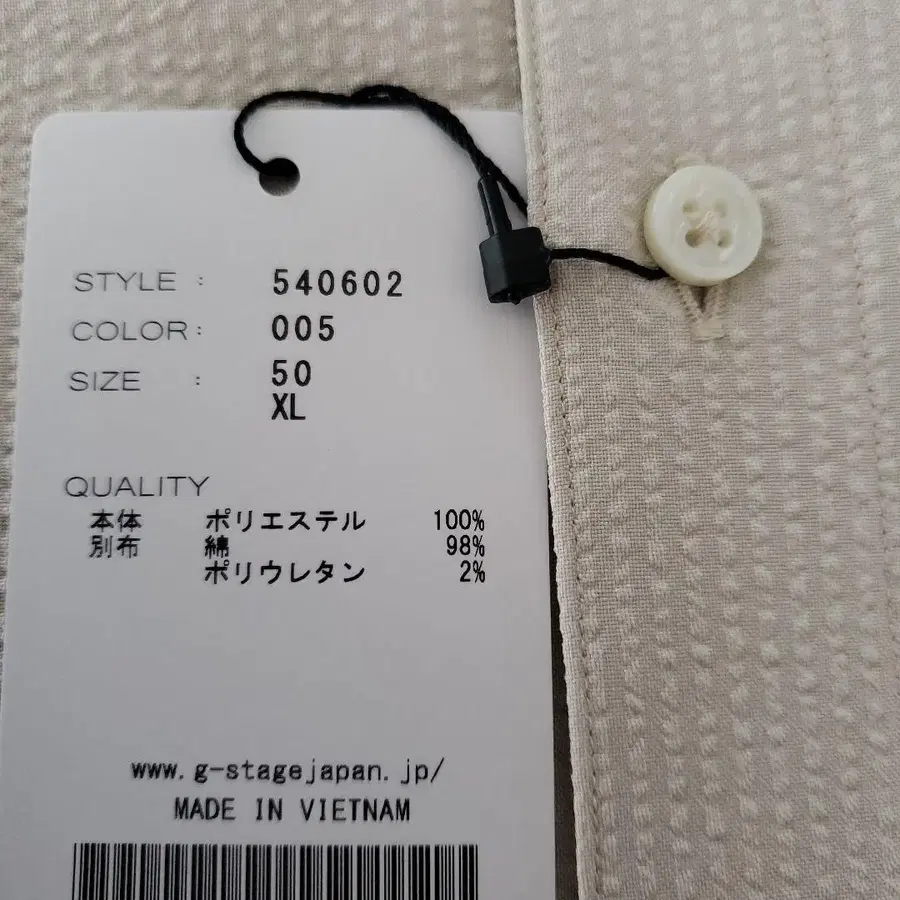 STYLE : 540602
COLOR : 005
SIZE : 50
XL
QUALITY
本体 ポリエステル 100%
別布 綿 98%
ポリウレタン 2%
www.g-stagejapan.jp/
MADE IN VIETNAM